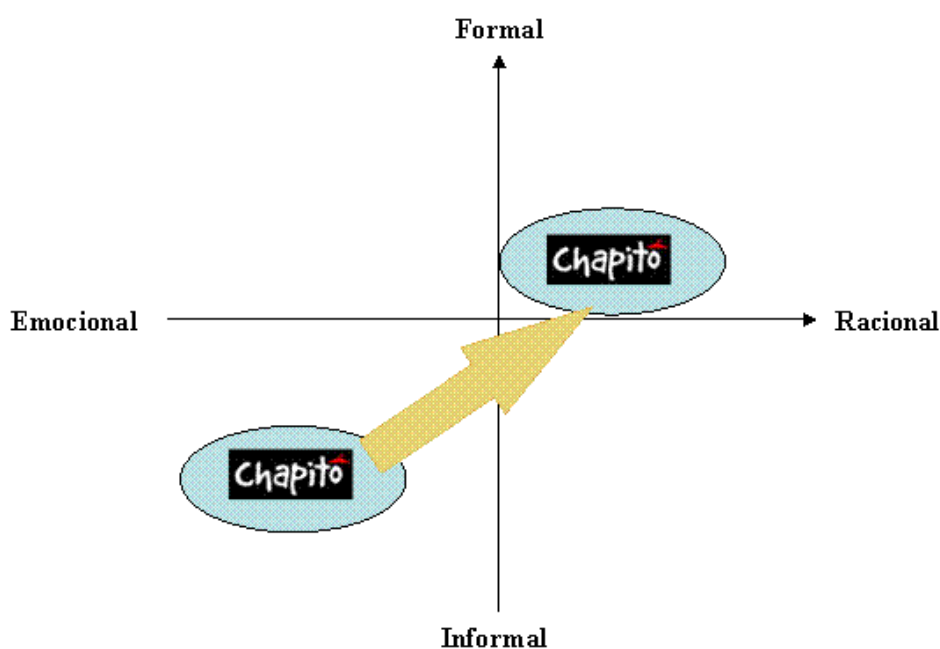 Formal
Chapitô
Emocional
Racional
Chapitô
Informal